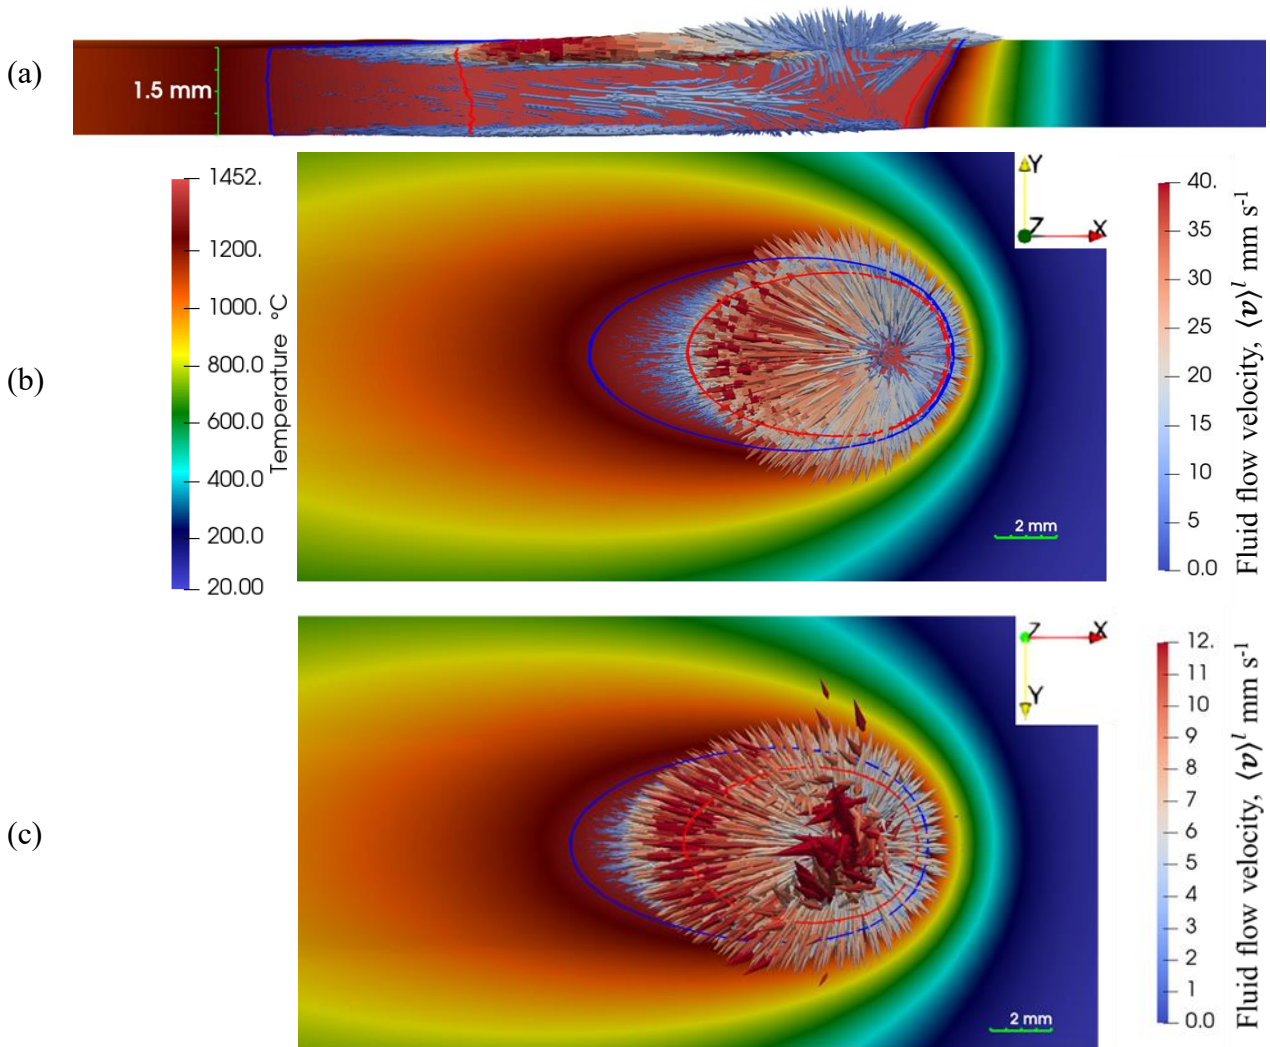 (a)
1.5 mm
1452.
1200.
1000.
800.0
600.0
400.0
200.0
20.00
Temperature °C
(b)
Y
Z
X
2 mm
40.
35
30
25
20
15
10
5
0.0
Fluid flow velocity, ⟨𝒗⟩ˡ mm s⁻¹
(c)
Z
X
Y
2 mm
12.
11
10
9
8
7
6
5
4
3
2
1
0.0
Fluid flow velocity, ⟨𝒗⟩ˡ mm s⁻¹